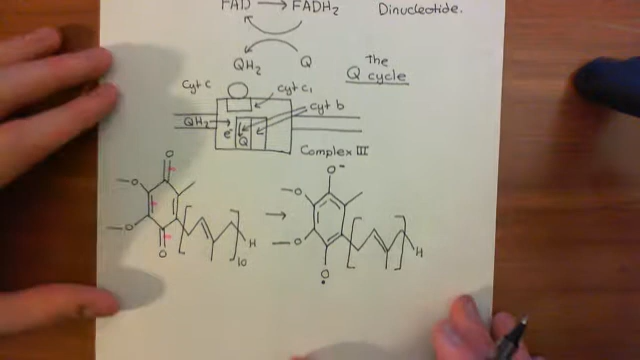 FAD → FADH₂
Dinucleotide.
QH₂ Q
The
Q cycle
Cyt c
cyt c₁
cyt b
QH₂ →
e⁻
Q
Complex III
O
O
O
O
H
10
→
O⁻
O
O
O
•
H